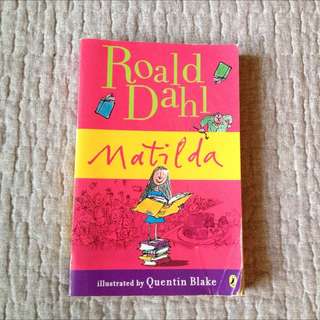 Roald
Dahl
Matilda
illustrated by Quentin Blake